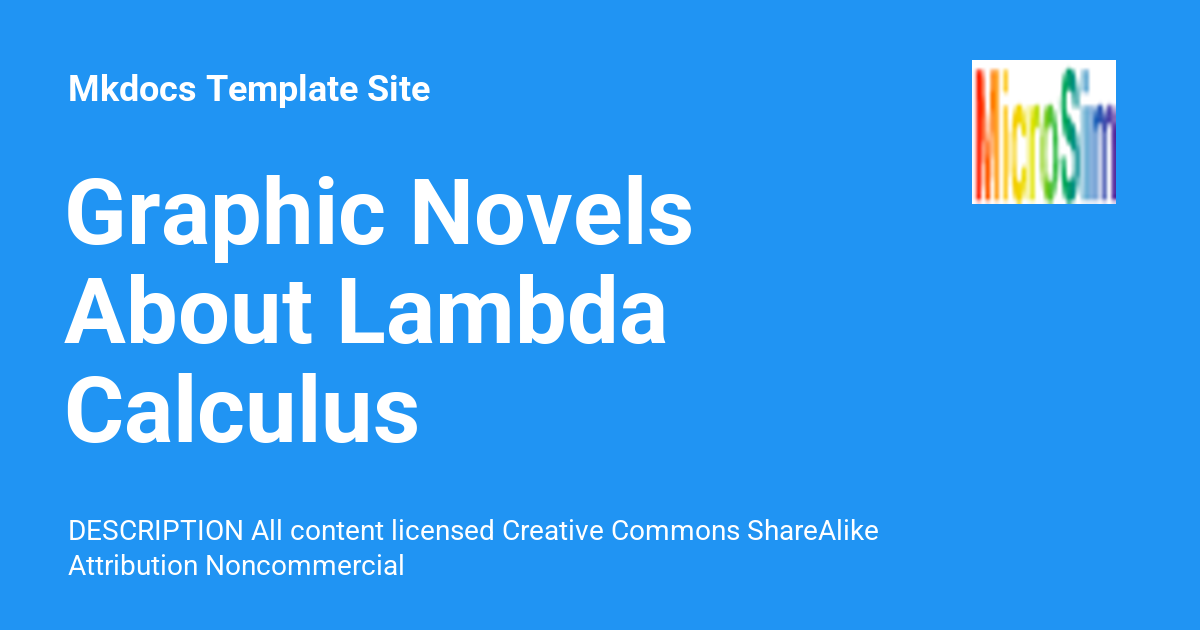 Mkdocs Template Site
MicroSim
Graphic Novels
About Lambda
Calculus
DESCRIPTION All content licensed Creative Commons ShareAlike
Attribution Noncommercial